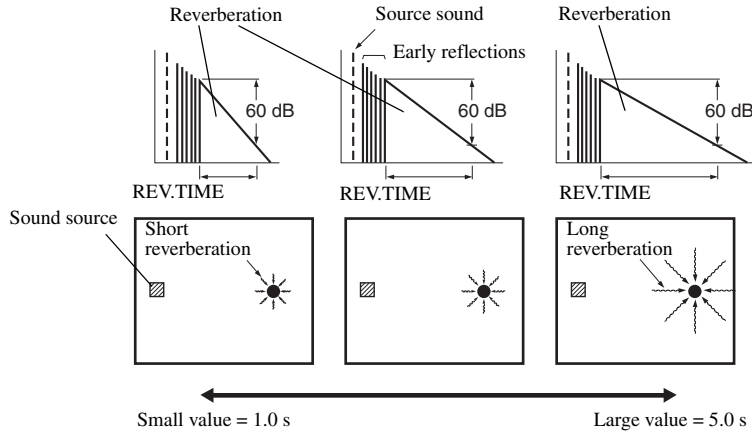 Reverberation
Source sound
Reverberation
Early reflections
60 dB
60 dB
60 dB
REV.TIME
REV.TIME
REV.TIME
Sound source
Short
reverberation
Long
reverberation
Small value = 1.0 s
Large value = 5.0 s